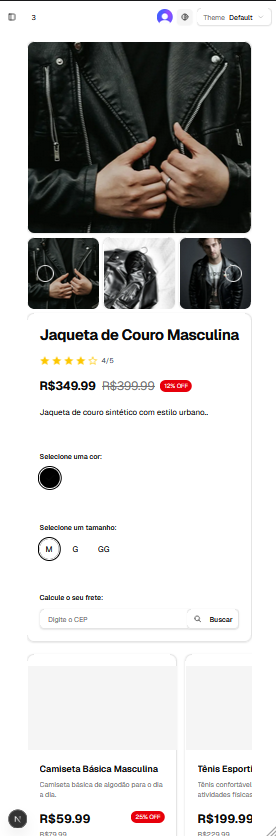 3
Theme Default
Jaqueta de Couro Masculina
4/5
R$349.99 R$399.99 12% OFF
Jaqueta de couro sintético com estilo urbano..
Selecione uma cor:
Selecione um tamanho:
M G GG
Calcule o seu frete:
Digite o CEP Buscar
Camiseta Básica Masculina
Camiseta básica de algodão para o dia
a dia.
R$59.99 25% OFF
R$79.99
Tênis Esporti
Tênis confortável
atividades físicas
R$199.99
R$229.99
N